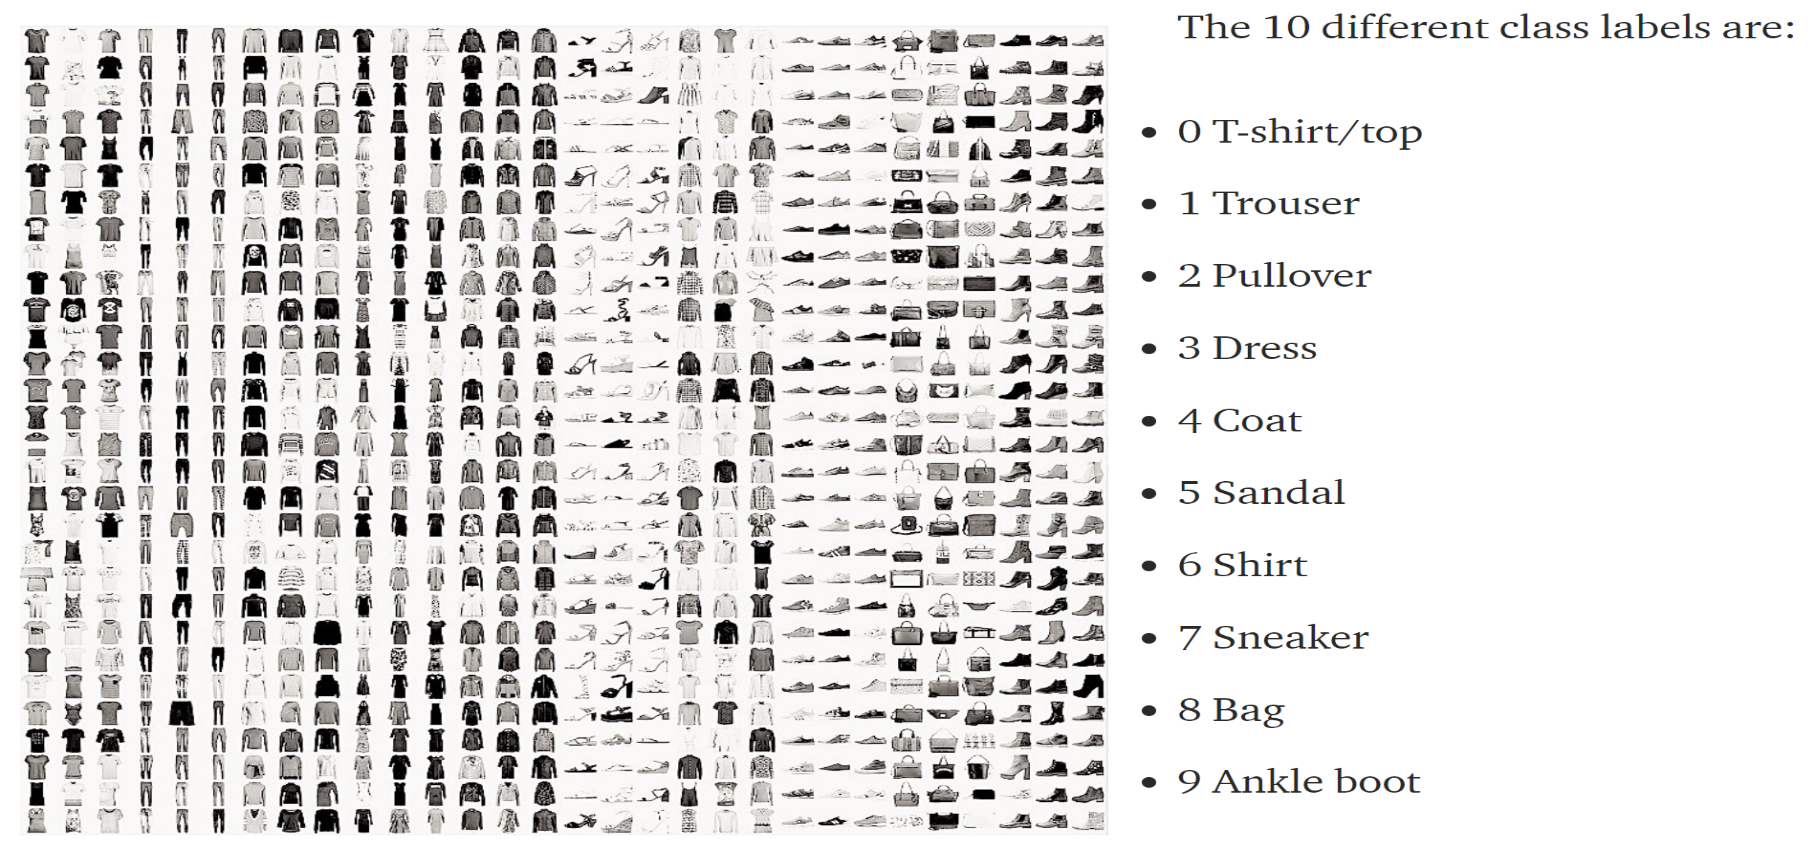 The 10 different class labels are:
• 0 T-shirt/top
• 1 Trouser
• 2 Pullover
• 3 Dress
• 4 Coat
• 5 Sandal
• 6 Shirt
• 7 Sneaker
• 8 Bag
• 9 Ankle boot